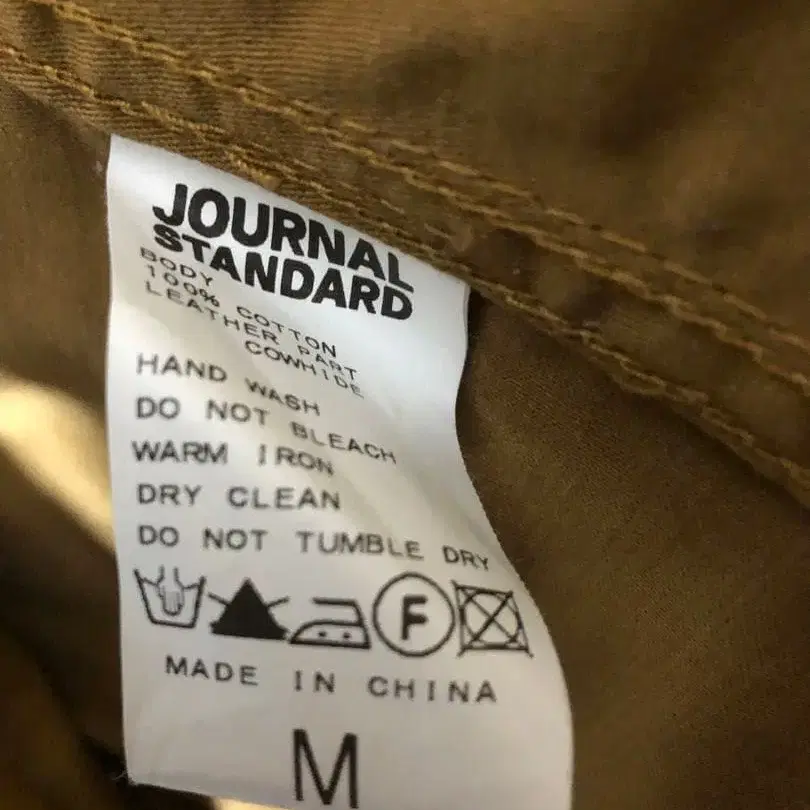 JOURNAL
STANDARD
BODY
100% COTTON
LEATHER PART
COWHIDE
HAND WASH
DO NOT BLEACH
WARM IRON
DRY CLEAN
DO NOT TUMBLE DRY
F
MADE IN CHINA
M